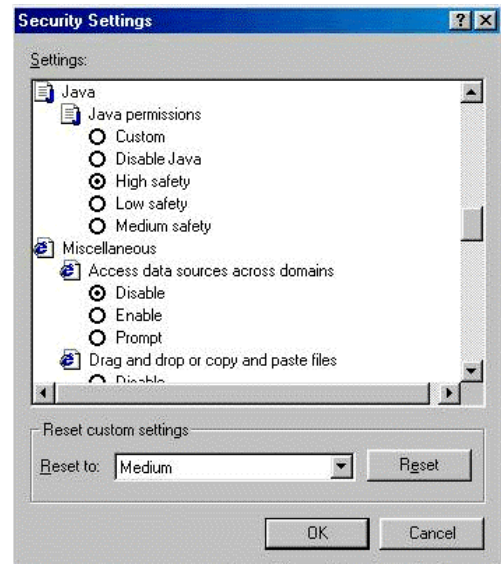 Security Settings
Settings:
Java
Java permissions
Custom
Disable Java
High safety
Low safety
Medium safety
Miscellaneous
Access data sources across domains
Disable
Enable
Prompt
Drag and drop or copy and paste files
Disable
Reset custom settings
Reset to: Medium Reset
OK Cancel